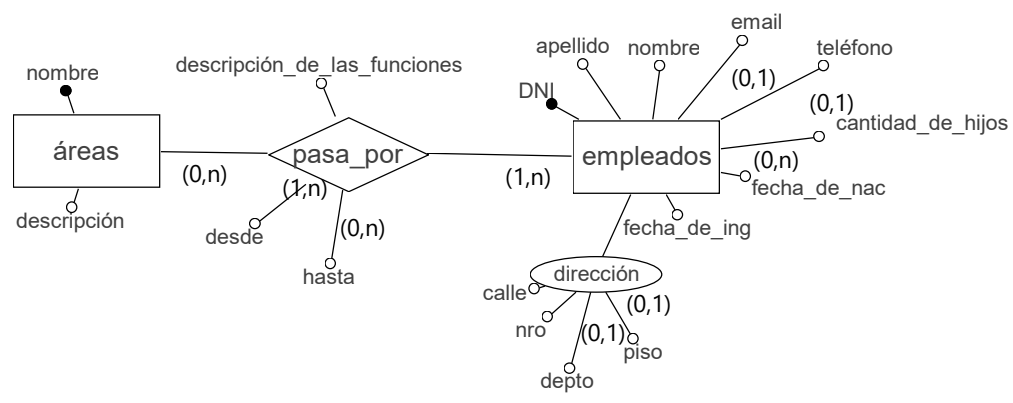 email
apellido
nombre
teléfono
nombre
descripción_de_las_funciones
(0,1)
DNI
(0,1)
cantidad_de_hijos
áreas
pasa_por
empleados
(0,n)
(0,n)
(1,n)
(1,n)
fecha_de_nac
descripción
desde
(0,n)
fecha_de_ing
hasta
dirección
calle
(0,1)
nro
(0,1)
piso
depto